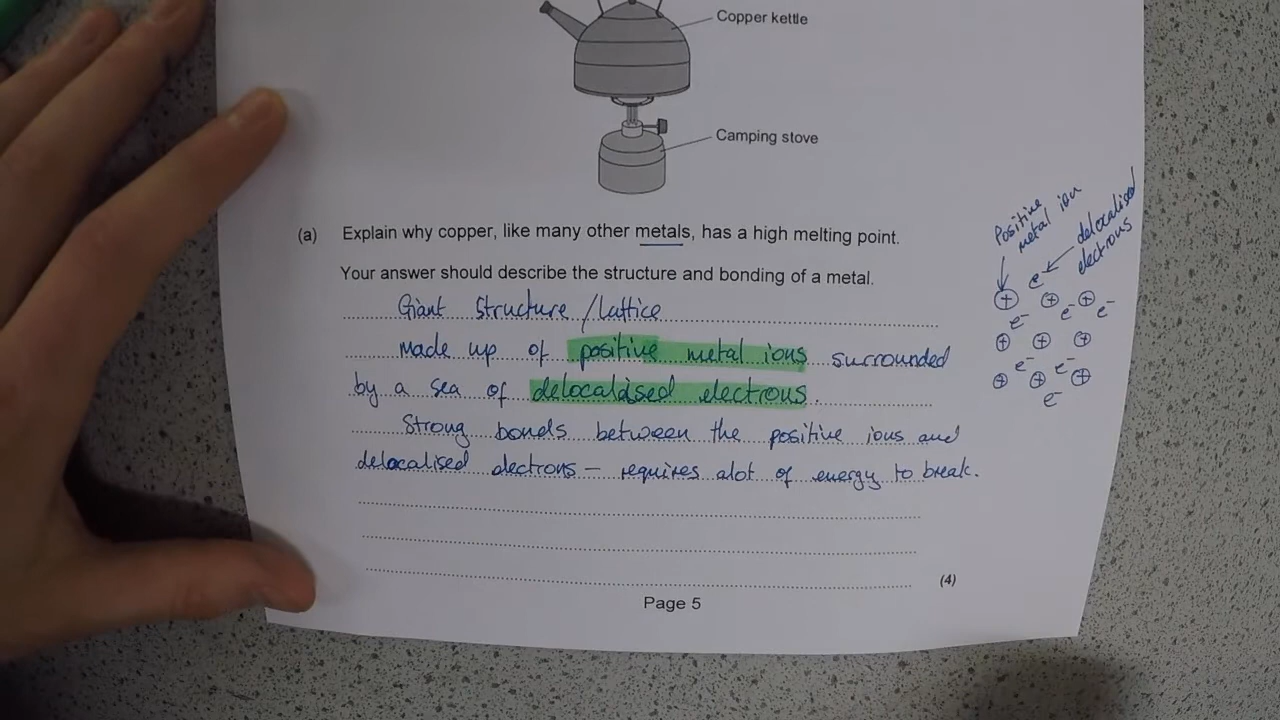 Copper kettle
Camping stove
(a) Explain why copper, like many other metals, has a high melting point.
Your answer should describe the structure and bonding of a metal.
Giant Structure / lattice
Made up of positive metal ions surrounded
by a sea of delocalised electrons.
Strong bonds between the positive ions and
delocalised electrons – requires alot of energy to break.
(4)
Page 5
Positive
metal ion
delocalised
electrons
e⁻
+ + +
e⁻ e⁻ e⁻
+ + +
e⁻ e⁻
+ + +
e⁻